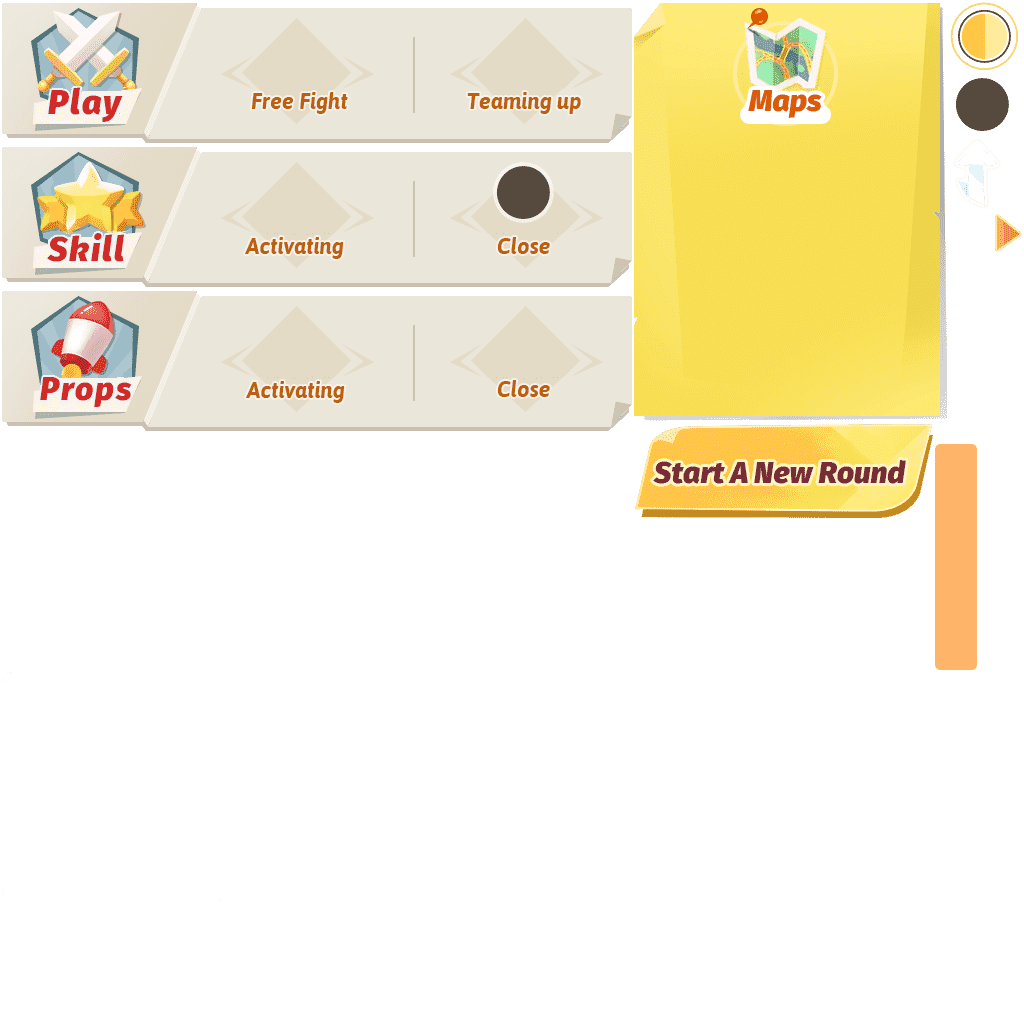 Play
Free Fight
Teaming up
Skill
Activating
Close
Props
Activating
Close
Maps
Start A New Round